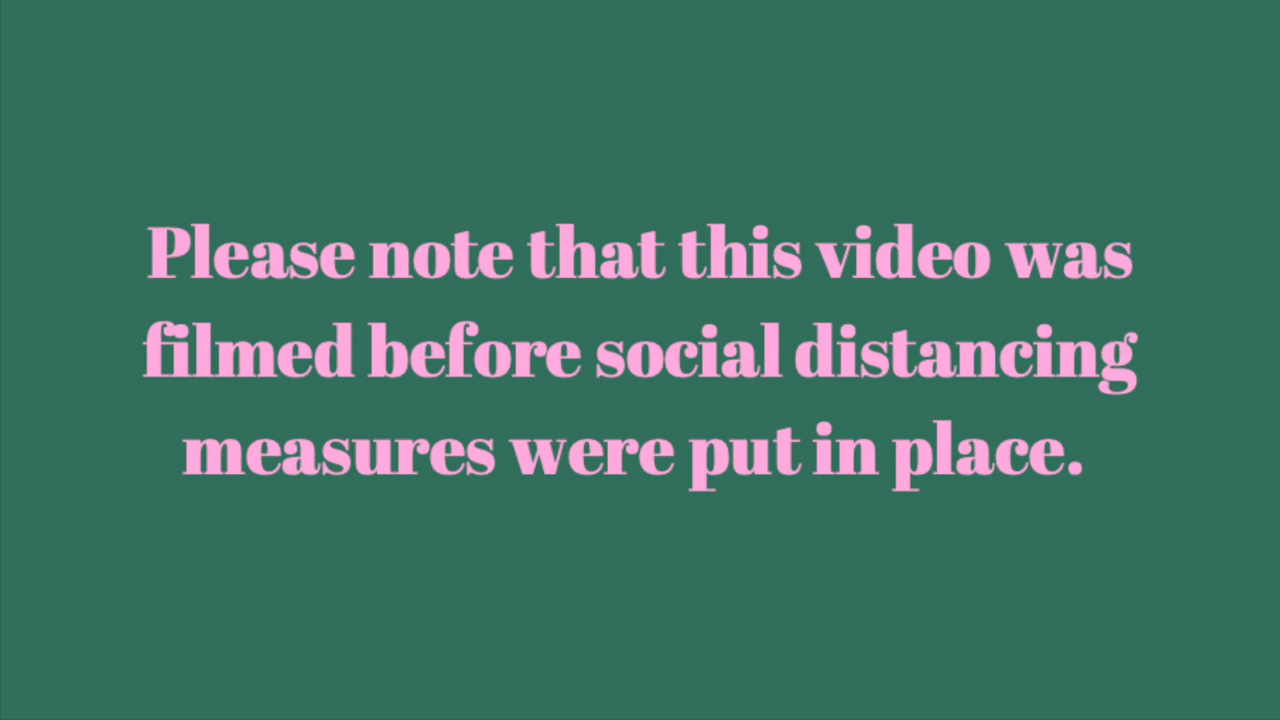 Please note that this video was
filmed before social distancing
measures were put in place.